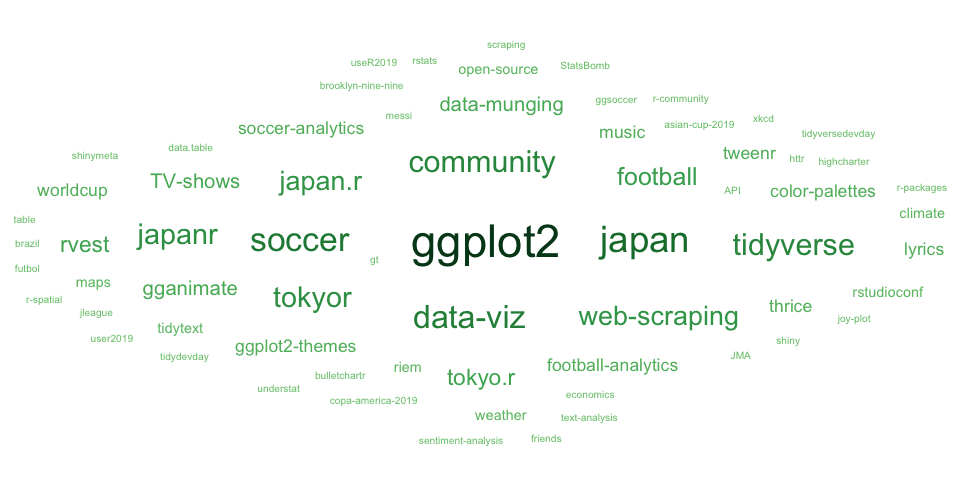 scraping
useR2019
rstats
open-source
StatsBomb
brooklyn-nine-nine
data-munging
ggsoccer
r-community
messi
soccer-analytics
music
asian-cup-2019
xkcd
tidyversedevday
shinymeta
data.table
community
tweenr
httr
highcharter
worldcup
TV-shows
japan.r
football
API
color-palettes
r-packages
table
climate
brazil
rvest
japanr
soccer
ggplot2
japan
tidyverse
lyrics
futbol
gt
maps
gganimate
tokyor
rstudioconf
r-spatial
jleague
data-viz
web-scraping
thrice
joy-plot
user2019
tidytext
shiny
tidydevday
ggplot2-themes
JMA
bulletchartr
riem
tokyo.r
football-analytics
understat
copa-america-2019
economics
weather
text-analysis
sentiment-analysis
friends